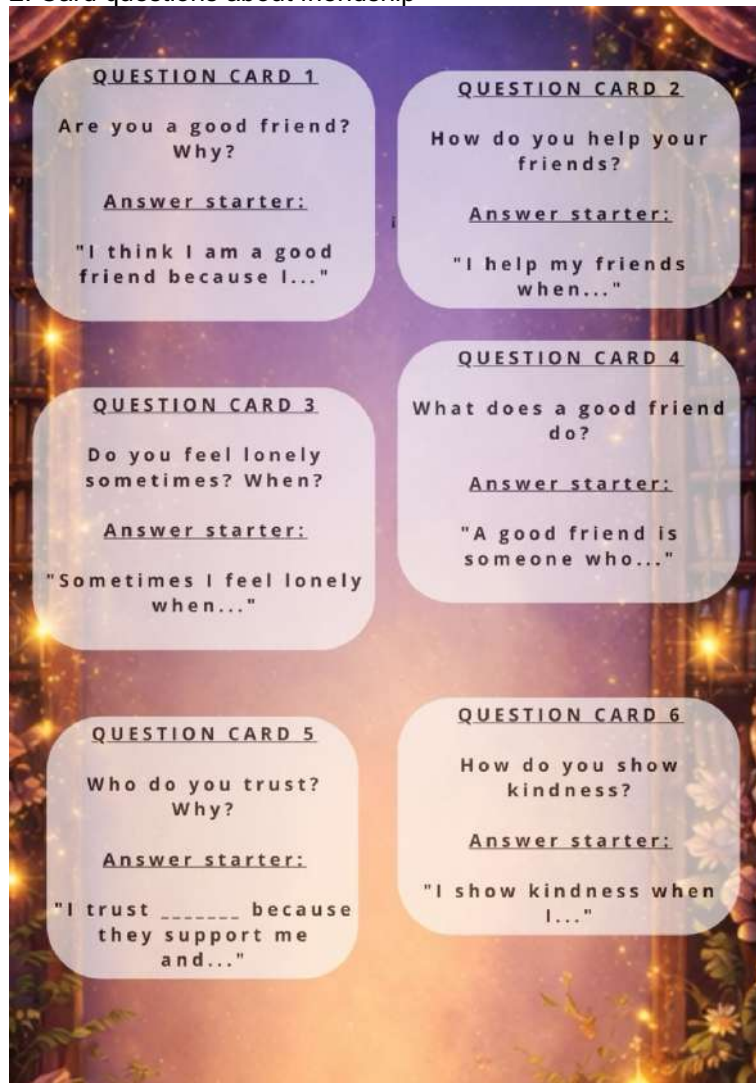 QUESTION CARD 1
Are you a good friend?
Why?
Answer starter:
"I think I am a good
friend because I..."
QUESTION CARD 2
How do you help your
friends?
Answer starter:
"I help my friends
when..."
QUESTION CARD 3
Do you feel lonely
sometimes? When?
Answer starter:
"Sometimes I feel lonely
when..."
QUESTION CARD 4
What does a good friend
do?
Answer starter:
"A good friend is
someone who..."
QUESTION CARD 5
Who do you trust?
Why?
Answer starter:
"I trust _______ because
they support me
and..."
QUESTION CARD 6
How do you show
kindness?
Answer starter:
"I show kindness when
I..."